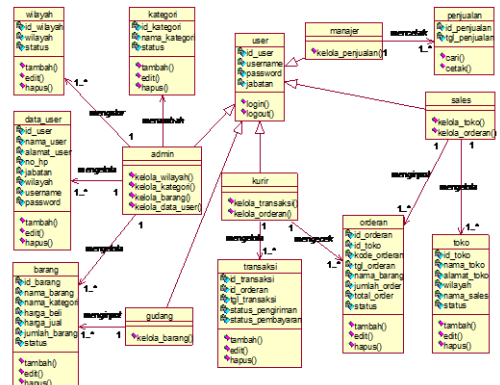 wilayah
id_wilayah
wilayah
status
tambah()
edit()
hapus()
kategori
id_kategori
nama_kategori
status
tambah()
edit()
hapus()
user
id_user
username
password
jabatan
login()
logout()
manajer
kelola_penjualan()
mencetak
1
1..*
penjualan
id_penjualan
tgl_penjualan
cari()
cetak()
sales
kelola_toko()
kelola_orderan()
data_user
id_user
nama_user
alamat_user
no_hp
jabatan
wilayah
username
password
tambah()
edit()
hapus()
1..*
mengatur
1
menambah
mengelola
1
1..*
admin
kelola_wilayah()
kelola_kategori()
kelola_barang()
kelola_data_user()
1
mengelola
1..*
kurir
kelola_transaksi()
kelola_orderan()
1
mengelola
1..*
1
mengecek
1..*
1
menginput
1..*
1
mengelola
1..*
barang
id_barang
nama_barang
nama_kategori
harga_beli
harga_jual
jumlah_barang
status
tambah()
edit()
hapus()
1..*
menginput
1
gudang
kelola_barang()
transaksi
id_transaksi
id_orderan
tgl_transaksi
status_pengiriman
status_pembayaran
tambah()
edit()
hapus()
orderan
id_orderan
id_toko
kode_orderan
tgl_orderan
nama_barang
jumlah_order
total_order
status
tambah()
edit()
hapus()
toko
id_toko
nama_toko
alamat_toko
wilayah
nama_sales
status
tambah()
edit()
hapus()